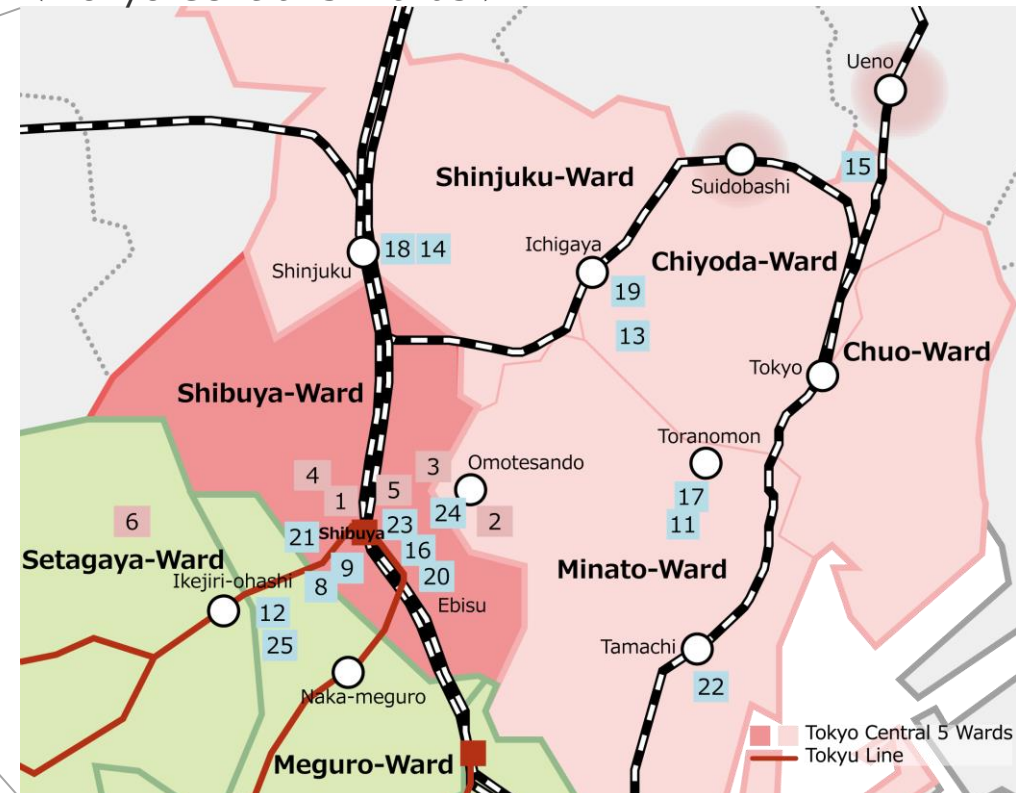 Ueno
15
Shinjuku-Ward
Suidobashi
Ichigaya
18 14
Shinjuku
Chiyoda-Ward
19
13
Chuo-Ward
Tokyo
Shibuya-Ward
Toranomon
4
3
Omotesando
1
5
17
24
2
11
6
23
21
Shibuya
16
Setagaya-Ward
9
20
Minato-Ward
Ikejiri-ohashi
8
Ebisu
12
25
Tamachi
22
Naka-meguro
Tokyo Central 5 Wards
Meguro-Ward
Tokyu Line